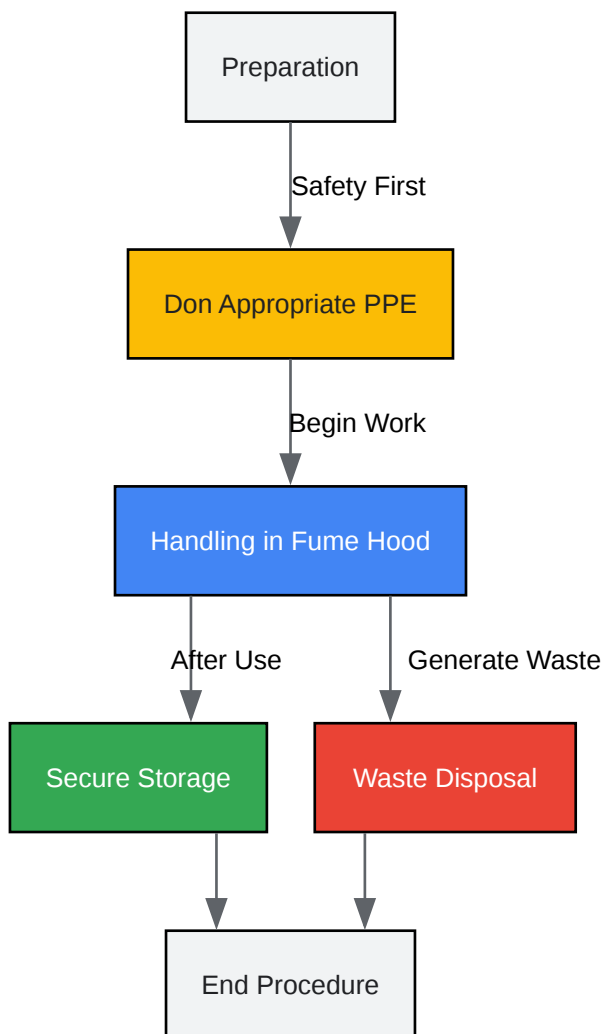 Preparation
Safety First
Don Appropriate PPE
Begin Work
Handling in Fume Hood
After Use
Generate Waste
Secure Storage
Waste Disposal
End Procedure